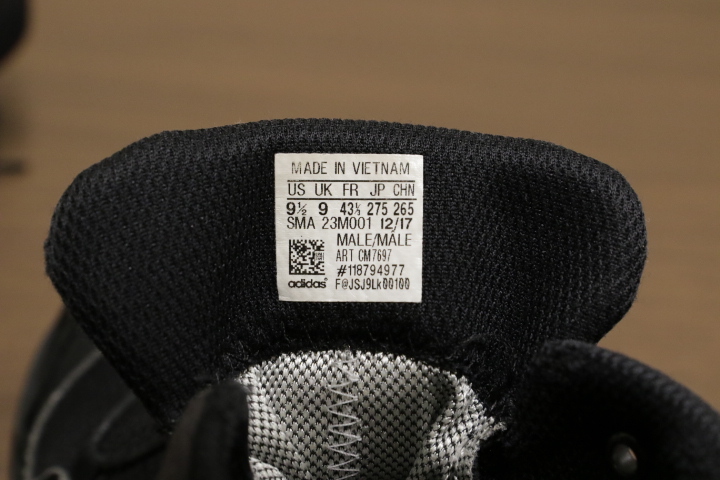 MADE IN VIETNAM
US UK FR JP CHN
9½ 9 43⅓ 275 265
SMA 23M001 12/17
MALE/MÂLE
ART CM7697
#118794977
adidas® F@JSJ9Lk00100